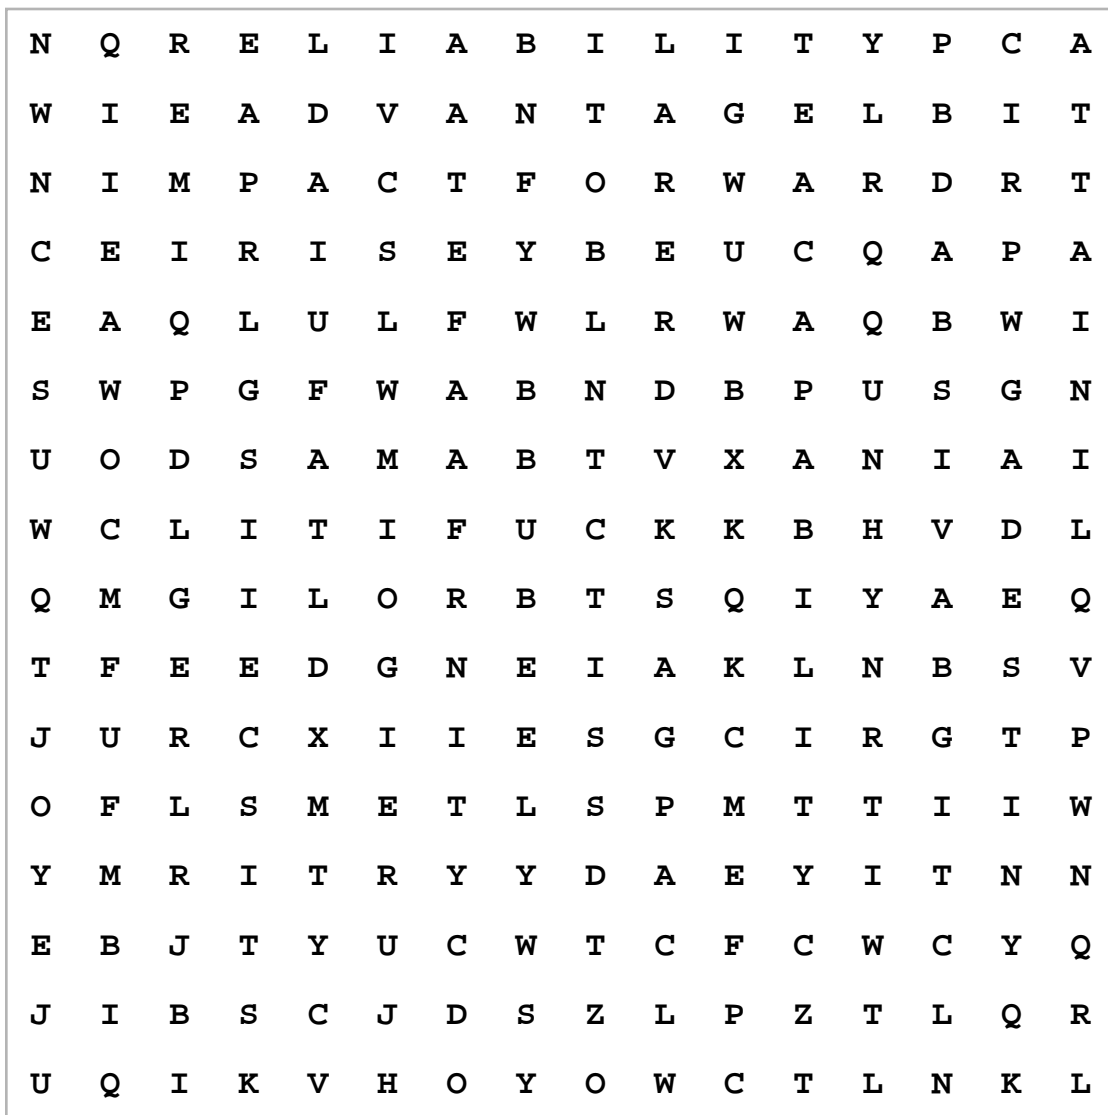 N Q R E L I A B I L I T Y P C A
W I E A D V A N T A G E L B I T
N I M P A C T F O R W A R D R T
C E I R I S E Y B E U C Q A P A
E A Q L U L F W L R W A Q B W I
S W P G F W A B N D B P U S G N
U O D S A M A B T V X A N I A I
W C L I T I F U C K K B H V D L
Q M G I L O R B T S Q I Y A E Q
T F E E D G N E I A K L N B S V
J U R C X I I E S G C I R G T P
O F L S M E T L S P M T T I I W
Y M R I T R Y Y D A E Y I T N N
E B J T Y U C W T C F C W C Y Q
J I B S C J D S Z L P Z T L Q R
U Q I K V H O Y O W C T L N K L